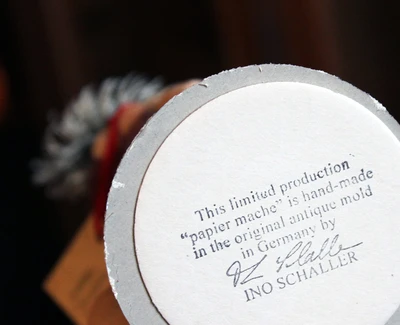 This limited production
"papier mache" is hand-made
in the original antique mold
in Germany by
INO SCHALLER